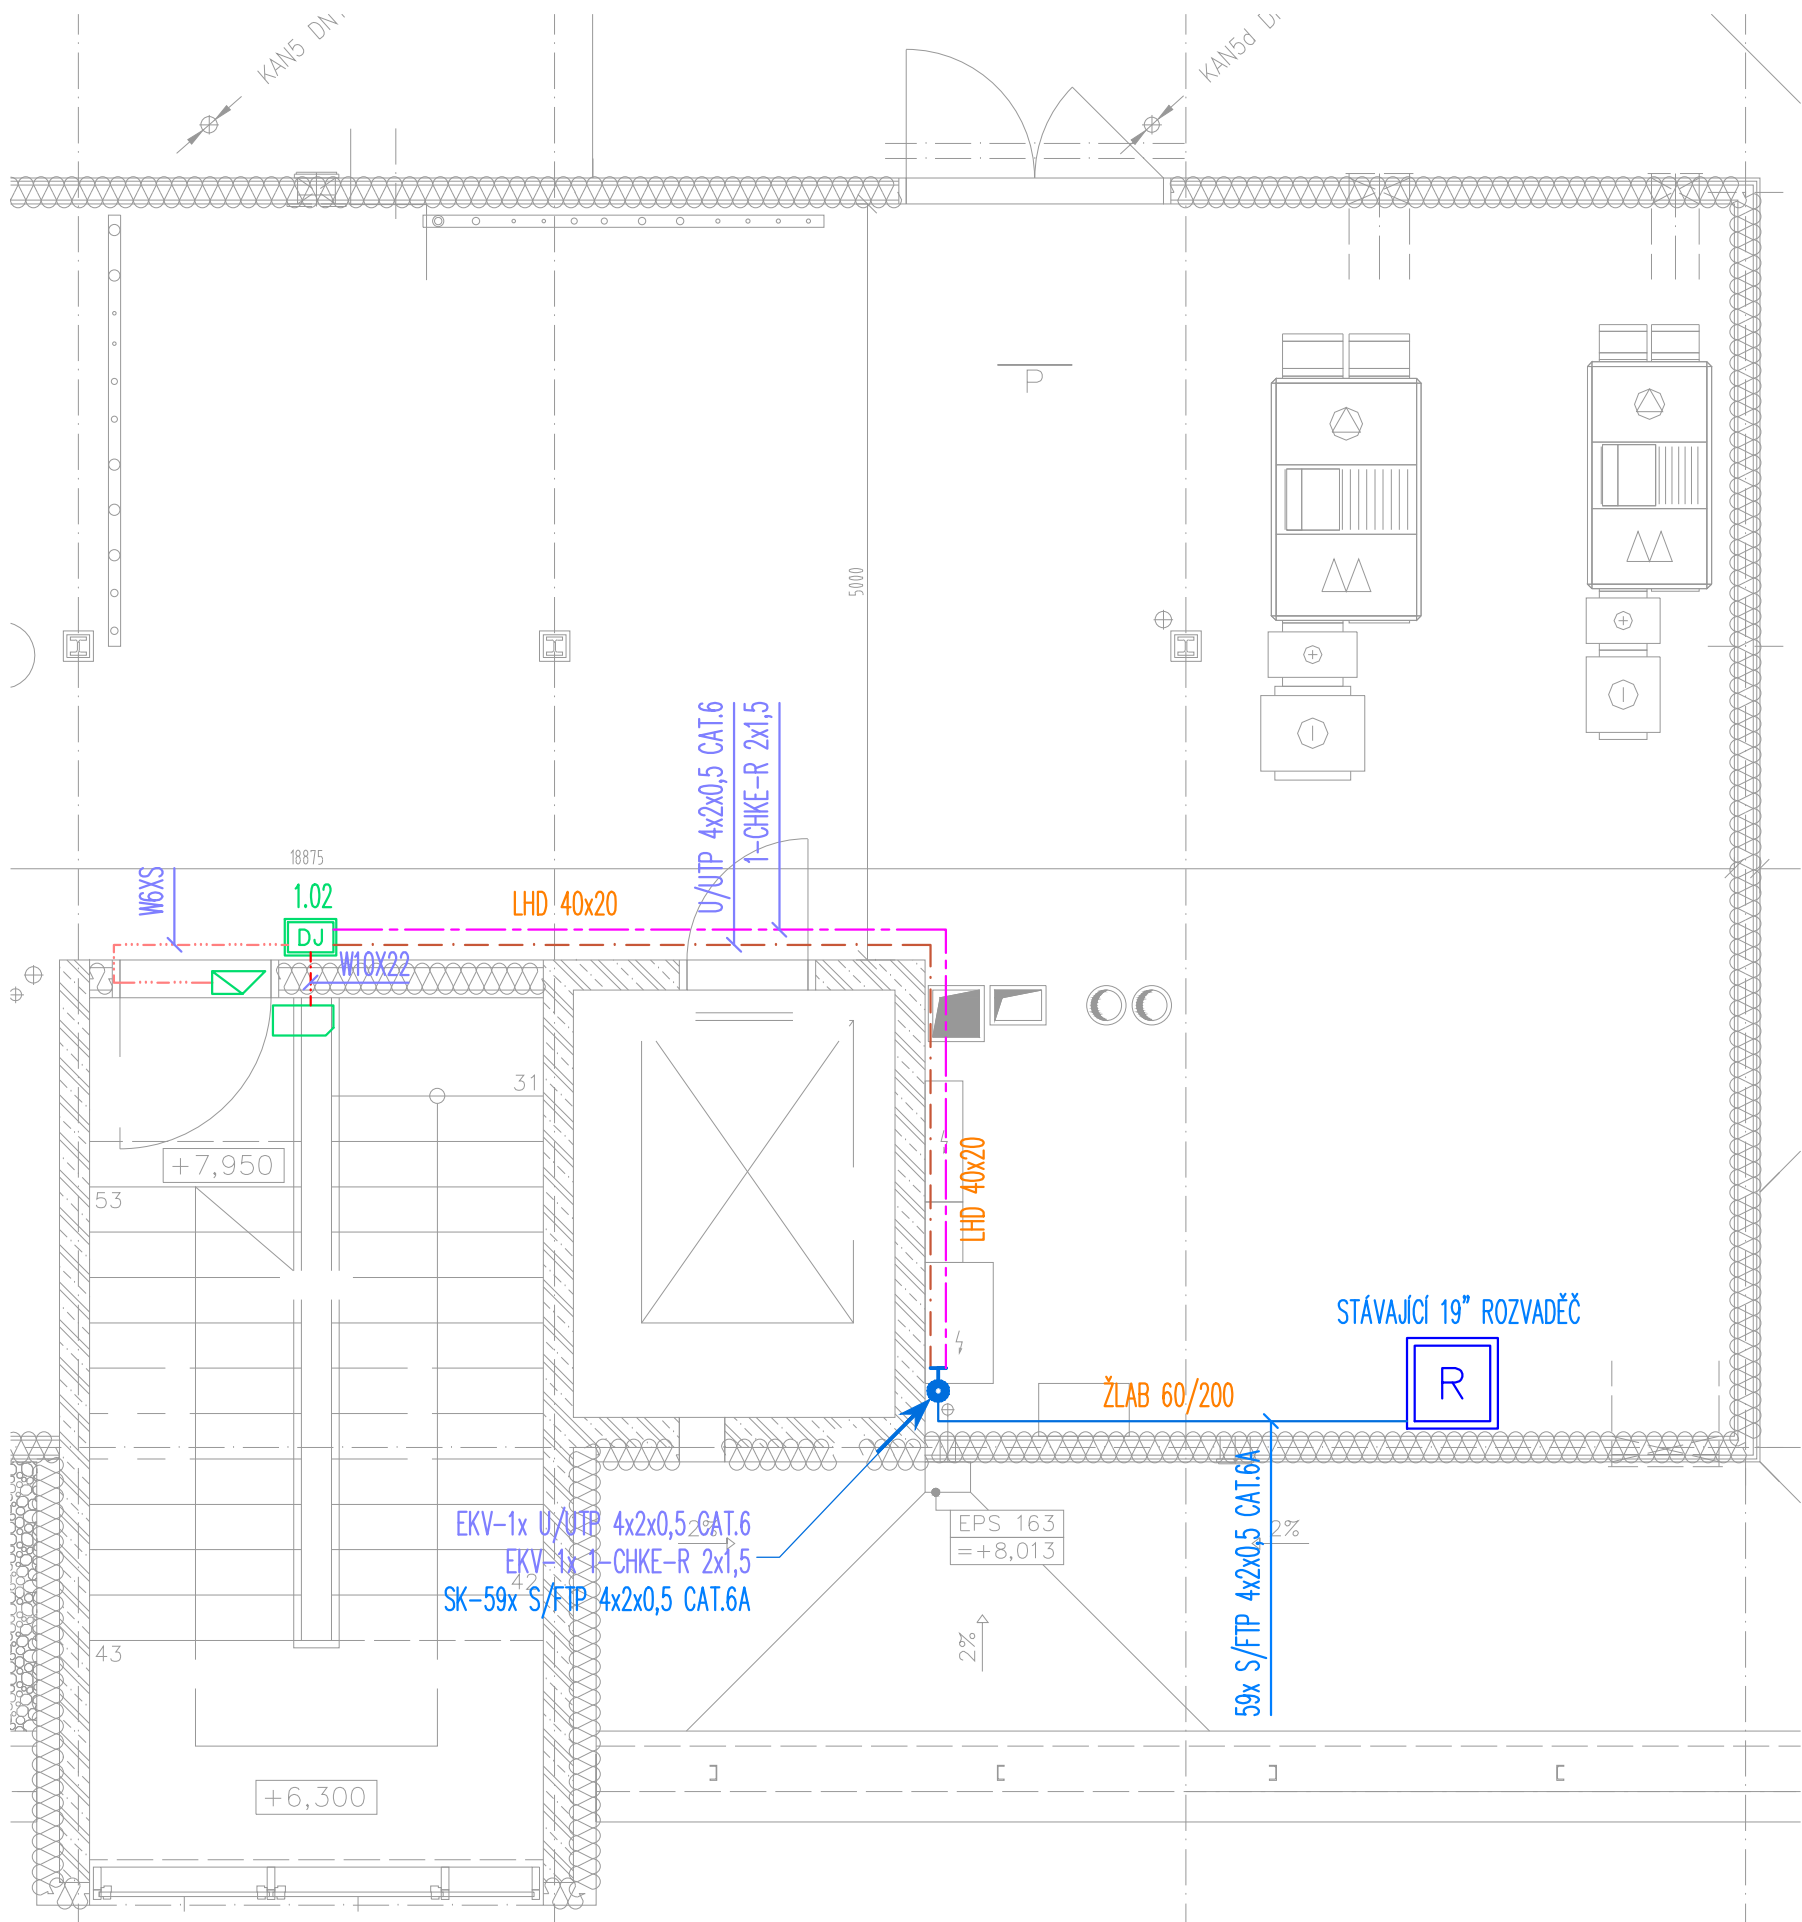 KAN5
KAN5d
P
5000
U/UTP 4x2x0,5 CAT.6
1-CHKE-R 2x1,5
18875
W6XS
1.02
LHD 40x20
DJ
W10X22
31
+7,950
53
LHD 40x20
STÁVAJÍCÍ 19" ROZVADĚČ
R
ŽLAB 60/200
EKV-1x U/UTP 4x2x0,5 CAT.6
2%
EKV-1x 1-CHKE-R 2x1,5
42
SK-59x S/FTP 4x2x0,5 CAT.6A
EPS 163
=+8,013
2%
59x S/FTP 4x2x0,5 CAT.6A
2%
43
+6,300